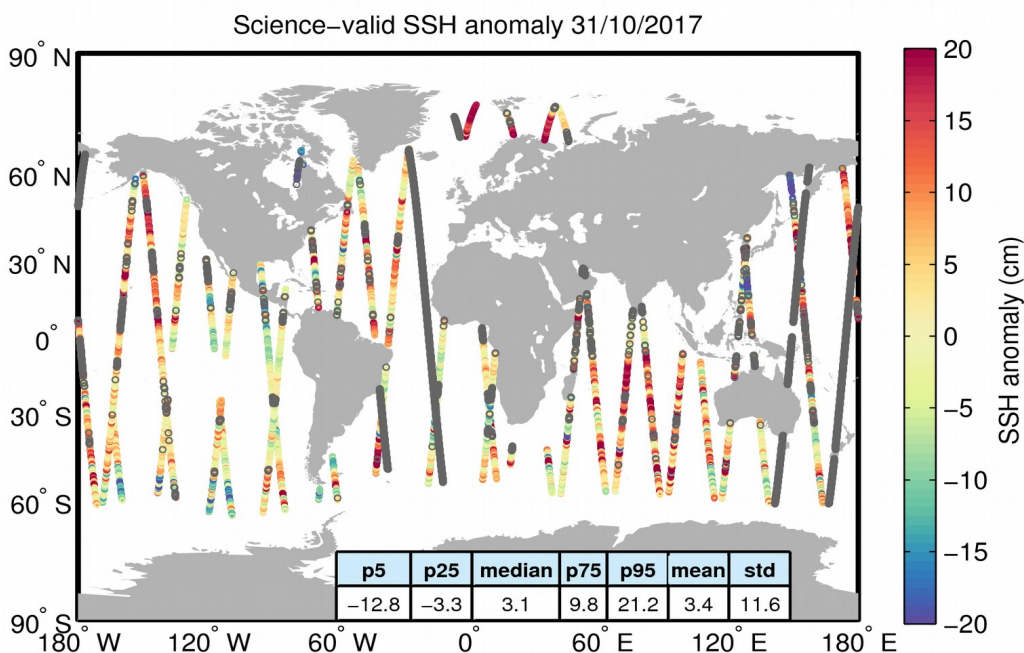 Science−valid SSH anomaly 31/10/2017
90° N
60° N
30° N
0°
30° S
60° S
90° S
180° W
120° W
60° W
0°
60° E
120° E
180° E
p5 p25 median p75 p95 mean std
−12.8 −3.3 3.1 9.8 21.2 3.4 11.6
20
15
10
5
0
−5
−10
−15
−20
SSH anomaly (cm)